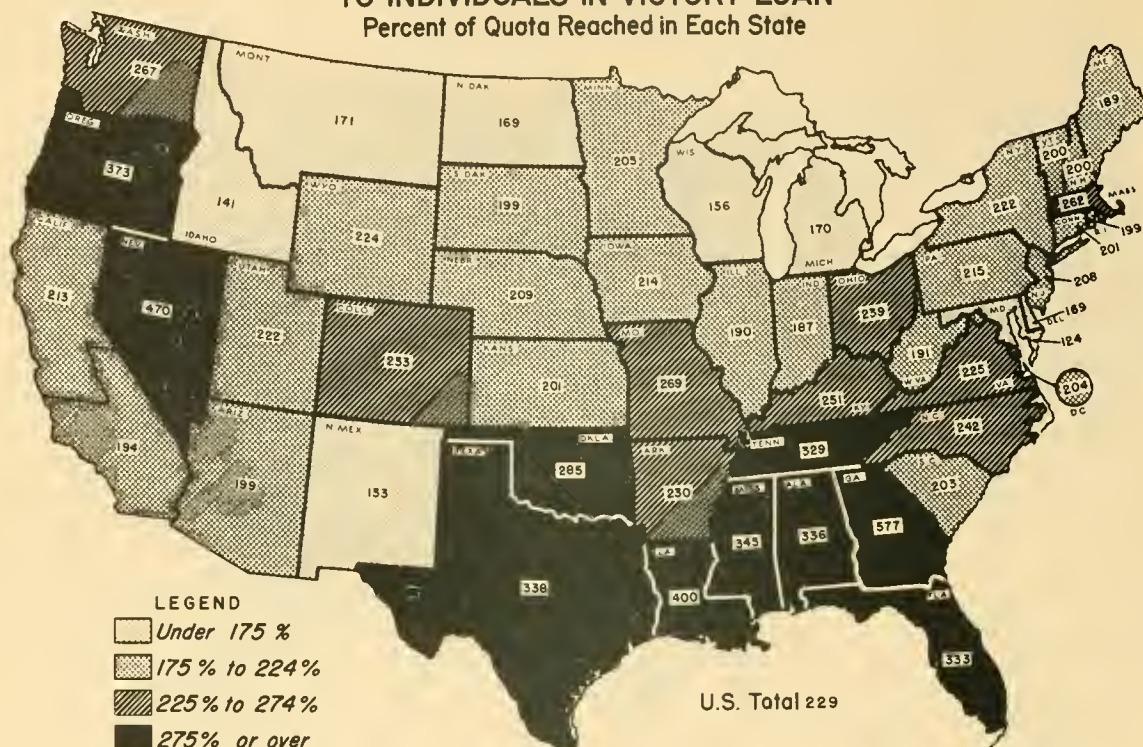 TO INDIVIDUALS IN VICTORY LOAN
Percent of Quota Reached in Each State
WASH.
267
MONT
171
N DAK
169
MINN.
205
WIS
156
MICH
170
ME.
189
VT.
200
N.H.
200
N.Y.
222
MASS
262
R.I.
199
CONN.
201
OREG.
373
IDAHO
141
WYO.
224
S. DAK.
199
IOWA
214
NEBR.
209
ILL.
190
IND.
187
OHIO
239
PA.
215
208
MD
DEL
169
124
204
DC
CALIF.
213
194
NEV.
470
UTAH
222
COLO.
253
KANS.
201
MO.
269
KY.
251
W.VA.
191
VA.
225
N.C.
242
TENN.
329
S.C.
203
ARIZ.
199
N MEX
153
OKLA.
285
ARK.
230
TEXAS
338
LA.
400
MISS.
345
ALA.
336
GA.
577
FLA.
333
LEGEND
Under 175 %
175 % to 224 %
225 % to 274 %
275% or over
U.S. Total 229